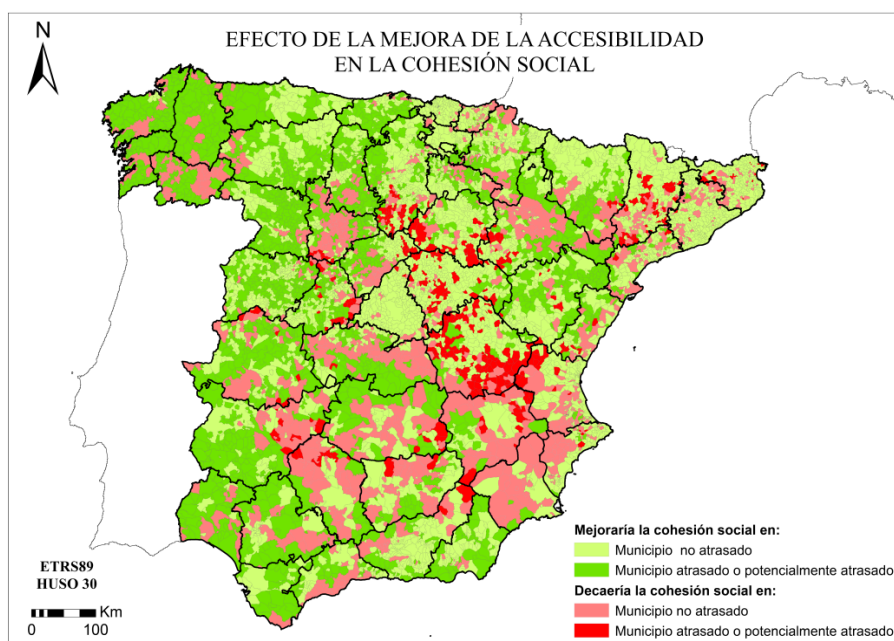 EFECTO DE LA MEJORA DE LA ACCESIBILIDAD
EN LA COHESIÓN SOCIAL
N
Mejoraría la cohesión social en:
Municipio no atrasado
Municipio atrasado o potencialmente atrasado
Decaería la cohesión social en:
Municipio no atrasado
Municipio atrasado o potencialmente atrasado
ETRS89
HUSO 30
Km
0 100